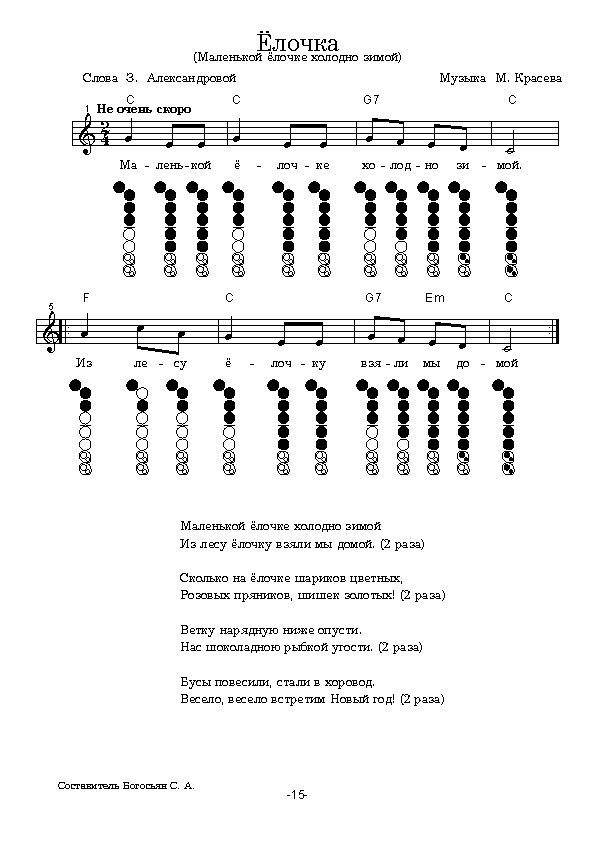 Ёлочка
(Маленькой ёлочке холодно зимой)
Слова З. Александровой Музыка М. Красева
1 Не очень скоро
C C G7 C
2
4
Ма - лень-кой ё - лоч - ке хо-лод-но зи - мой.
5
F C G7 Em C
Из ле - су ё - лоч - ку взя-ли мы до-мой
Маленькой ёлочке холодно зимой
Из лесу ёлочку взяли мы домой. (2 раза)
Сколько на ёлочке шариков цветных,
Розовых пряников, шишек золотых! (2 раза)
Ветку нарядную ниже опусти.
Нас шоколадною рыбкой угости. (2 раза)
Бусы повесили, стали в хоровод.
Весело, весело встретим Новый год! (2 раза)
Составитель Богосьян С. А.
-15-